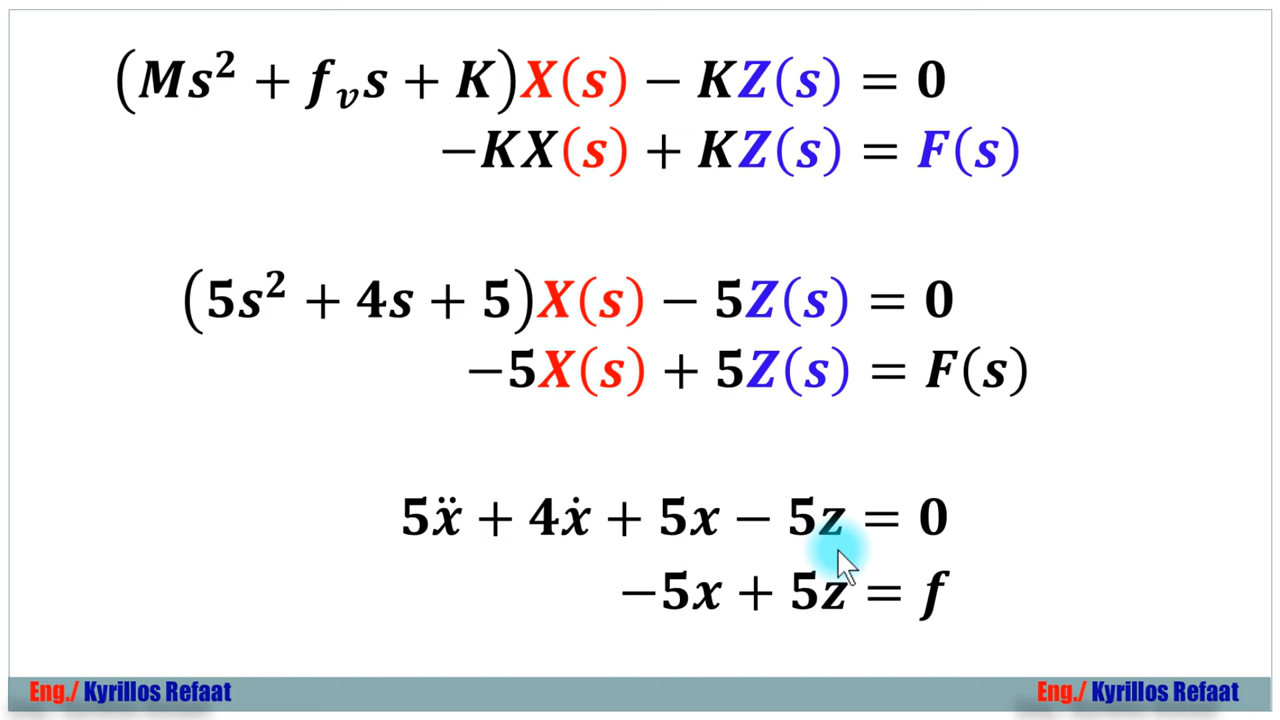 (Ms² + fᵥs + K)X(s) − KZ(s) = 0
−KX(s) + KZ(s) = F(s)
(5s² + 4s + 5)X(s) − 5Z(s) = 0
−5X(s) + 5Z(s) = F(s)
5ẍ + 4ẋ + 5x − 5z = 0
−5x + 5z = f
Eng./ Kyrillos Refaat
Eng./ Kyrillos Refaat